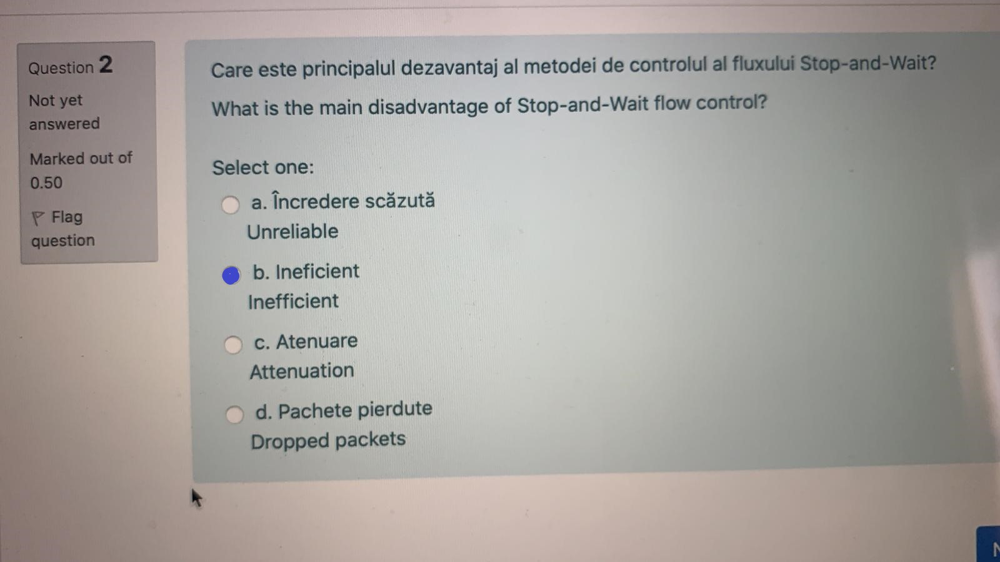 Question 2
Not yet
answered
Marked out of
0.50
Flag
question
Care este principalul dezavantaj al metodei de controlul al fluxului Stop-and-Wait?
What is the main disadvantage of Stop-and-Wait flow control?
Select one:
a. Încredere scăzută
Unreliable
b. Ineficient
Inefficient
c. Atenuare
Attenuation
d. Pachete pierdute
Dropped packets